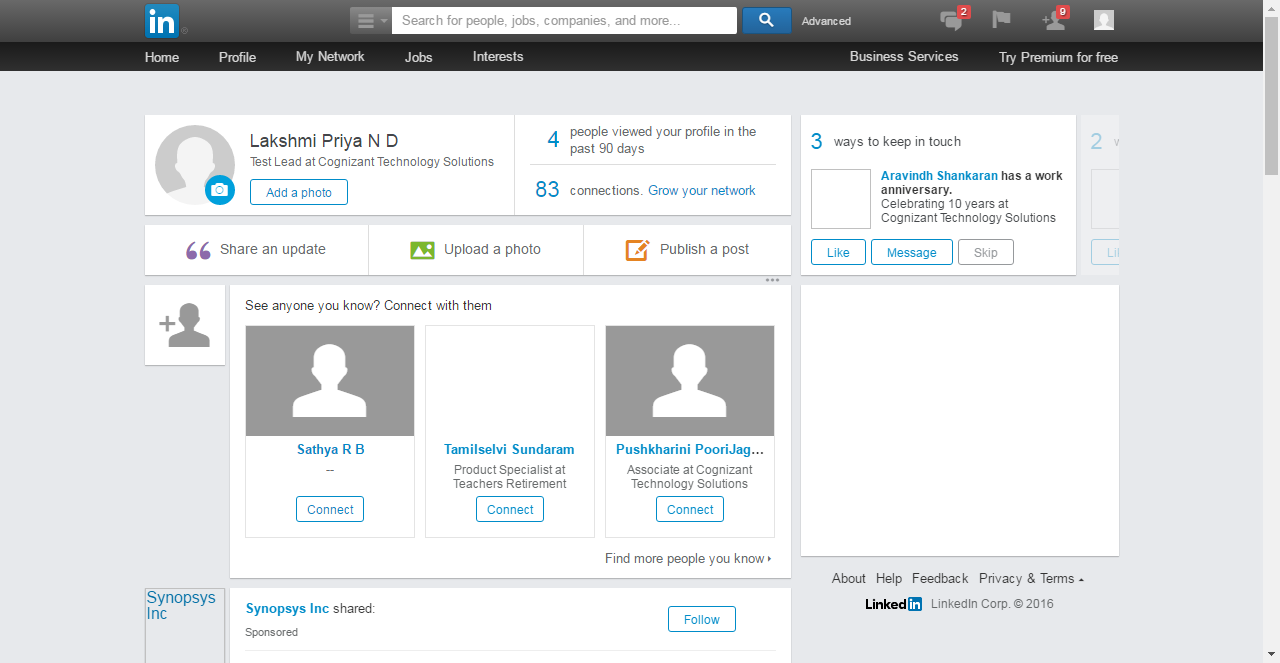 in
Search for people, jobs, companies, and more...
Advanced
2
9
Home
Profile
My Network
Jobs
Interests
Business Services
Try Premium for free
Lakshmi Priya N D
Test Lead at Cognizant Technology Solutions
Add a photo
4 people viewed your profile in the
past 90 days
83 connections. Grow your network
3 ways to keep in touch
2
Aravindh Shankaran has a work
anniversary.
Celebrating 10 years at
Cognizant Technology Solutions
Like
Message
Skip
Share an update
Upload a photo
Publish a post
See anyone you know? Connect with them
Sathya R B
--
Connect
Tamilselvi Sundaram
Product Specialist at
Teachers Retirement
Connect
Pushkharini PooriJag...
Associate at Cognizant
Technology Solutions
Connect
Find more people you know
About Help Feedback Privacy & Terms
Linked in LinkedIn Corp. © 2016
Synopsys
Inc
Synopsys Inc shared:
Sponsored
Follow